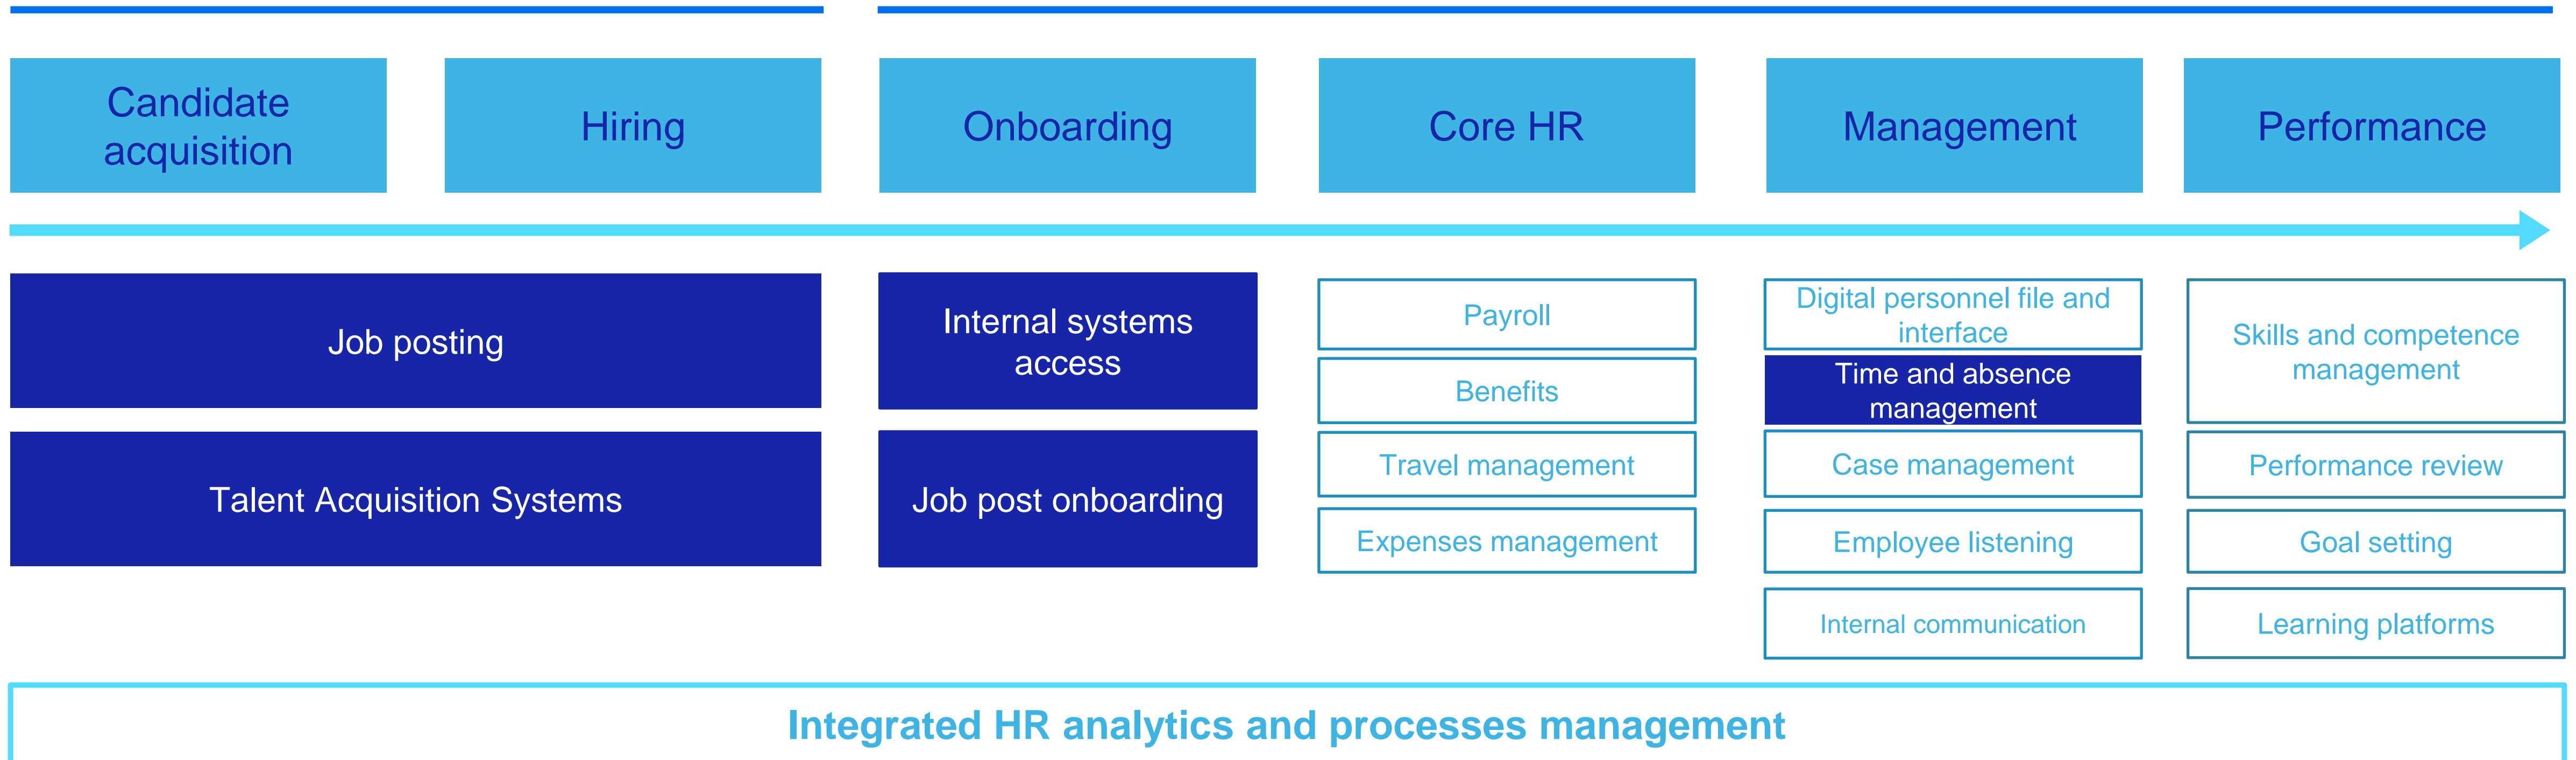 Candidate
acquisition
Hiring
Onboarding
Core HR
Management
Performance
Job posting
Talent Acquisition Systems
Internal systems
access
Job post onboarding
Payroll
Benefits
Travel management
Expenses management
Digital personnel file and
interface
Time and absence
management
Case management
Employee listening
Internal communication
Skills and competence
management
Performance review
Goal setting
Learning platforms
Integrated HR analytics and processes management